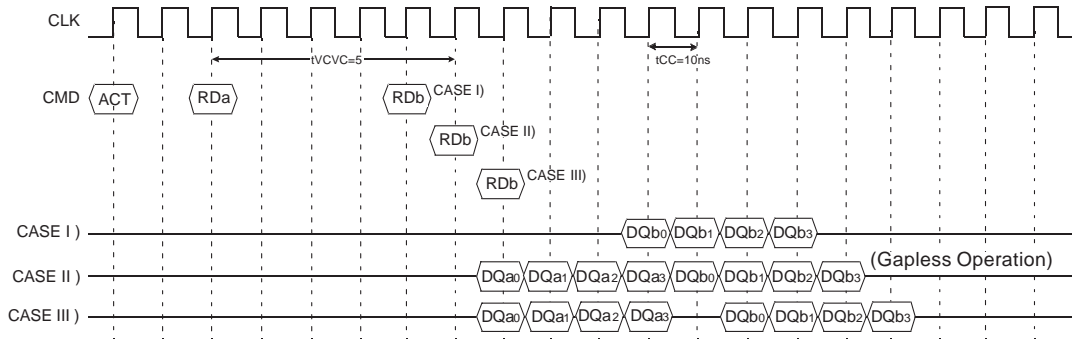 CLK
tVCVC=5
tCC=10ns
CMD ACT RDa RDb CASE I)
RDb CASE II)
RDb CASE III)
CASE I ) DQb0 DQb1 DQb2 DQb3
(Gapless Operation)
CASE II ) DQa0 DQa1 DQa2 DQa3 DQb0 DQb1 DQb2 DQb3
CASE III ) DQa0 DQa1 DQa2 DQa3 DQb0 DQb1 DQb2 DQb3